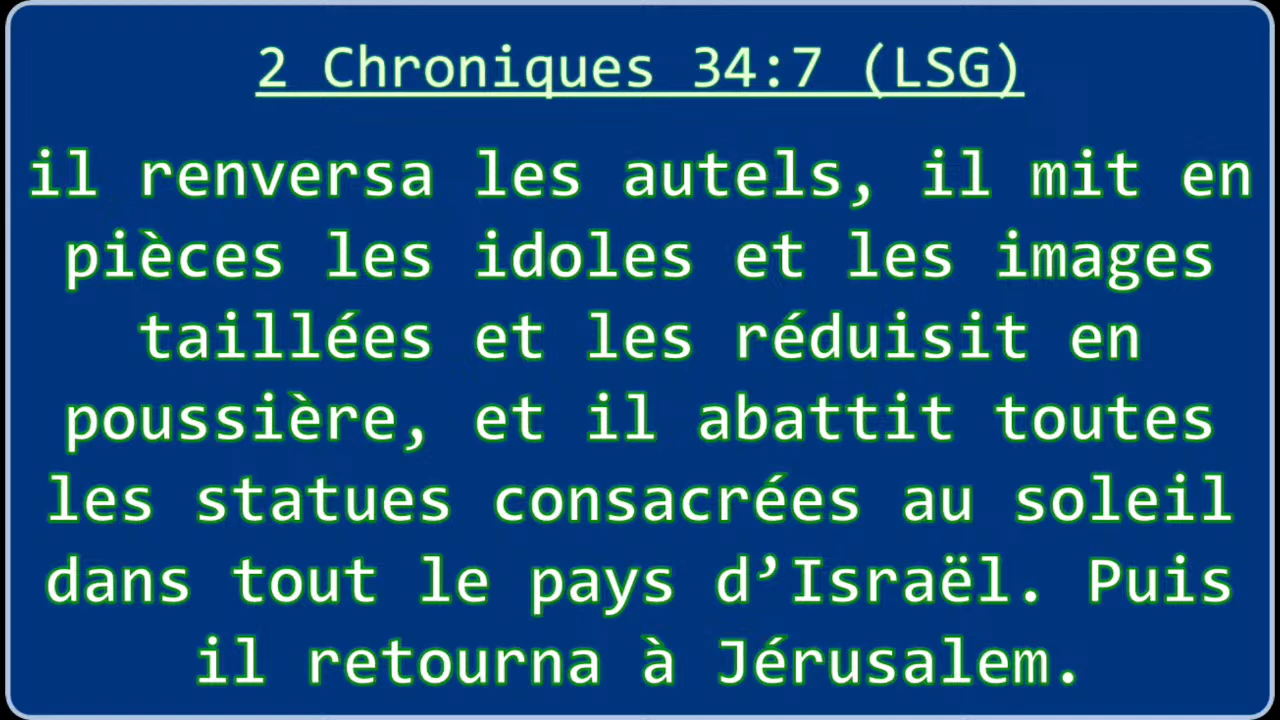 2 Chroniques 34:7 (LSG)
il renversa les autels, il mit en
pièces les idoles et les images
taillées et les réduisit en
poussière, et il abattit toutes
les statues consacrées au soleil
dans tout le pays d’Israël. Puis
il retourna à Jérusalem.